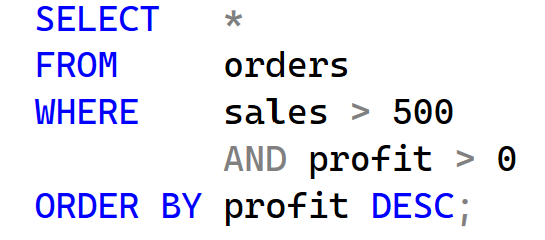 SELECT   *
FROM     orders
WHERE    sales > 500
         AND profit > 0
ORDER BY profit DESC;